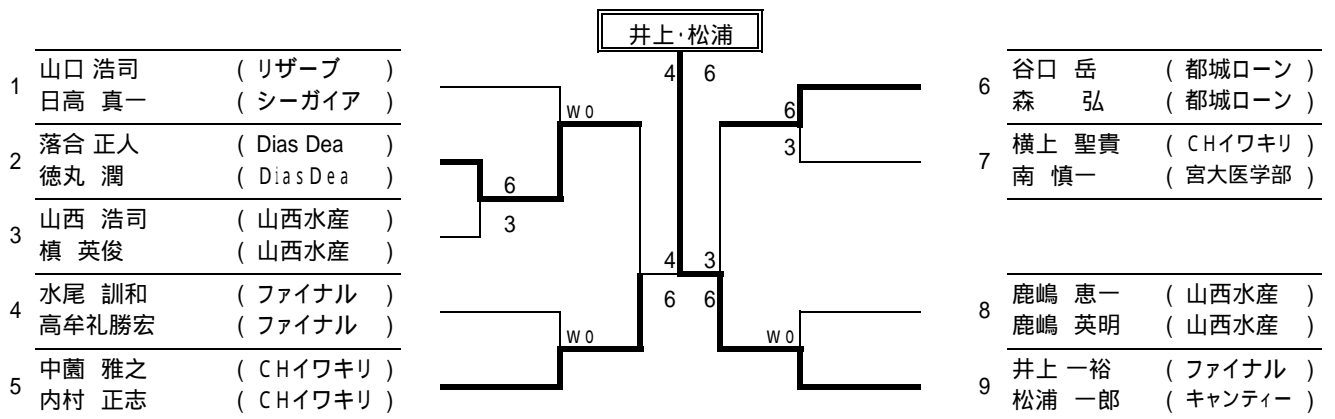 井上·松浦
4 6
1 山口 浩司 ( リザーブ )
日高 真一 ( シーガイア )
2 落合 正人 ( Dias Dea )
徳丸 潤 ( DiasDea )
3 山西 浩司 ( 山西水産 )
槙 英俊 ( 山西水産 )
4 水尾 訓和 ( ファイナル )
高牟礼勝宏 ( ファイナル )
5 中薗 雅之 ( CHイワキリ )
内村 正志 ( CHイワキリ )
W0
6
3
W0
4 3
6 6
6
3
W0
6 谷口 岳 ( 都城ローン )
森 弘 ( 都城ローン )
7 横上 聖貴 ( CHイワキリ )
南 慎一 ( 宮大医学部 )
8 鹿嶋 恵一 ( 山西水産 )
鹿嶋 英明 ( 山西水産 )
9 井上 一裕 ( ファイナル )
松浦 一郎 ( キャンティー )